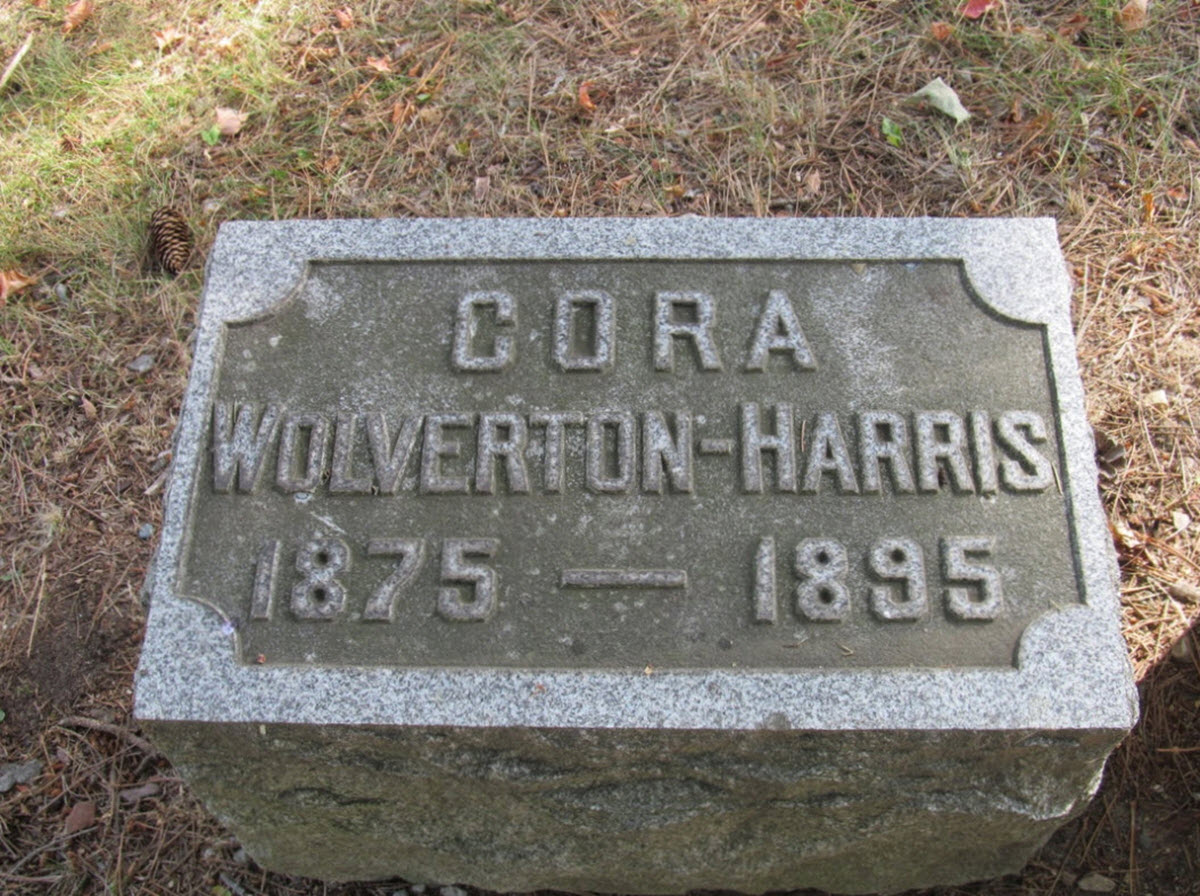 CORA
WOLVERTON-HARRIS
1875 — 1895